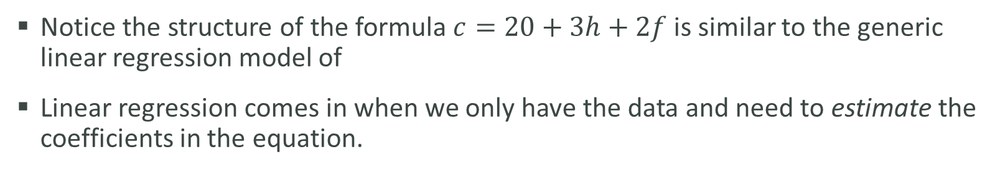 ▪ Notice the structure of the formula c = 20 + 3h + 2f is similar to the generic
linear regression model of
▪ Linear regression comes in when we only have the data and need to estimate the
coefficients in the equation.